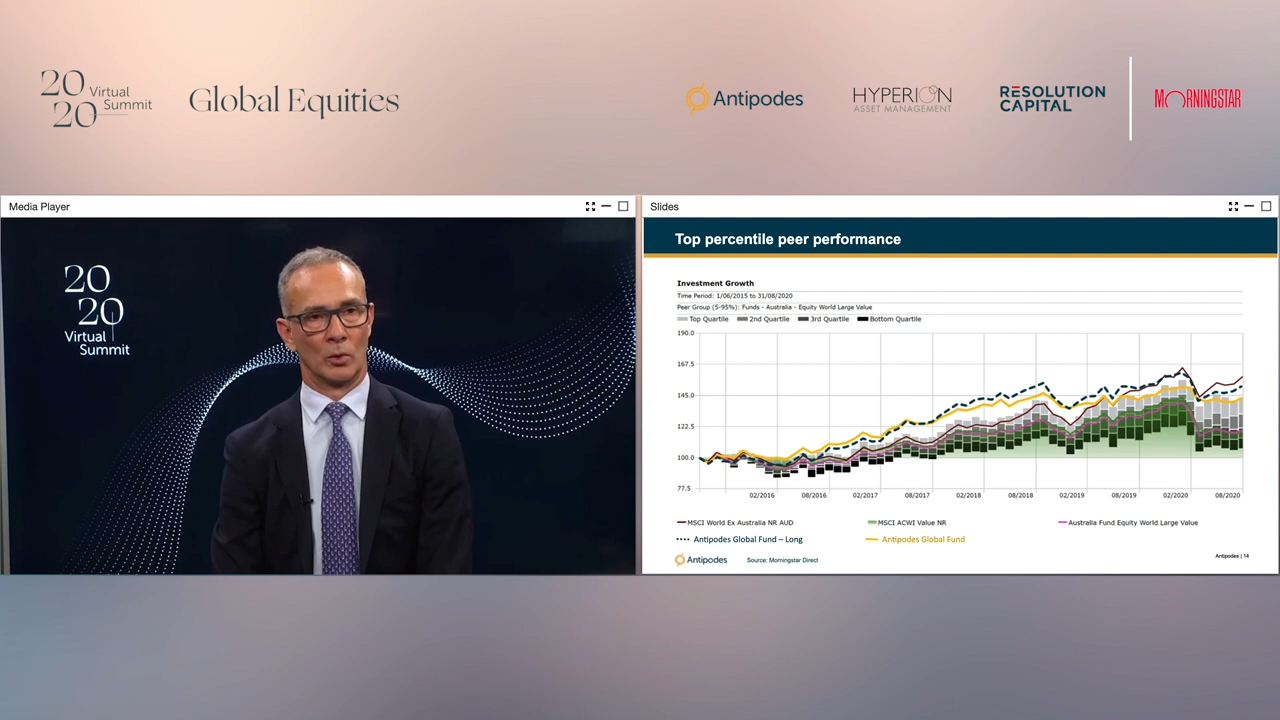 20
20
Virtual
Summit
Global Equities
Antipodes
HYPERION
ASSET MANAGEMENT
RESOLUTION
CAPITAL
MORNINGSTAR
Media Player
20
20
Virtual
Summit
Slides
Top percentile peer performance
Investment Growth
Time Period: 1/06/2015 to 31/08/2020
Peer Group (5-95%): Funds - Australia - Equity World Large Value
Top Quartile 2nd Quartile 3rd Quartile Bottom Quartile
190.0
167.5
145.0
122.5
100.0
77.5
02/2016 08/2016 02/2017 08/2017 02/2018 08/2018 02/2019 08/2019 02/2020 08/2020
MSCI World Ex Australia NR AUD MSCI ACWI Value NR Australia Fund Equity World Large Value
Antipodes Global Fund – Long Antipodes Global Fund
Antipodes Source: Morningstar Direct Antipodes | 14